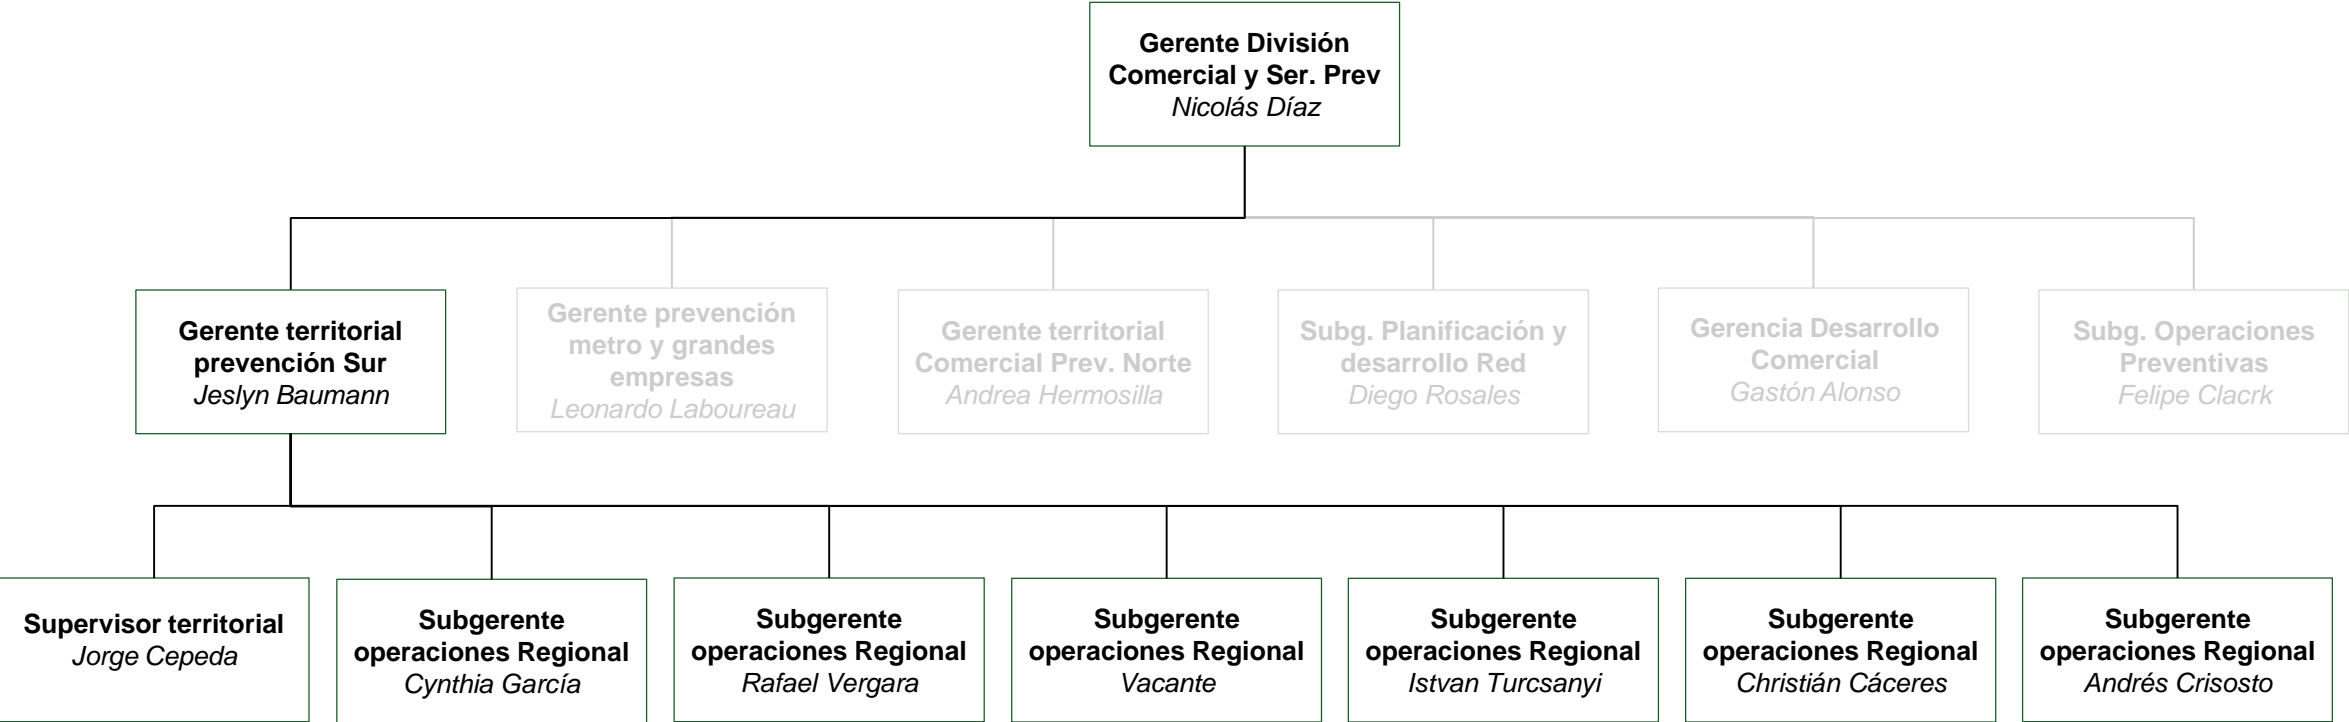 Gerente División
Comercial y Ser. Prev
Nicolás Díaz
Gerente territorial
prevención Sur
Jeslyn Baumann
Gerente prevención
metro y grandes
empresas
Leonardo Laboureau
Gerente territorial
Comercial Prev. Norte
Andrea Hermosilla
Subg. Planificación y
desarrollo Red
Diego Rosales
Gerencia Desarrollo
Comercial
Gastón Alonso
Subg. Operaciones
Preventivas
Felipe Clacrk
Supervisor territorial
Jorge Cepeda
Subgerente
operaciones Regional
Cynthia García
Subgerente
operaciones Regional
Rafael Vergara
Subgerente
operaciones Regional
Vacante
Subgerente
operaciones Regional
Istvan Turcsanyi
Subgerente
operaciones Regional
Christián Cáceres
Subgerente
operaciones Regional
Andrés Crisosto